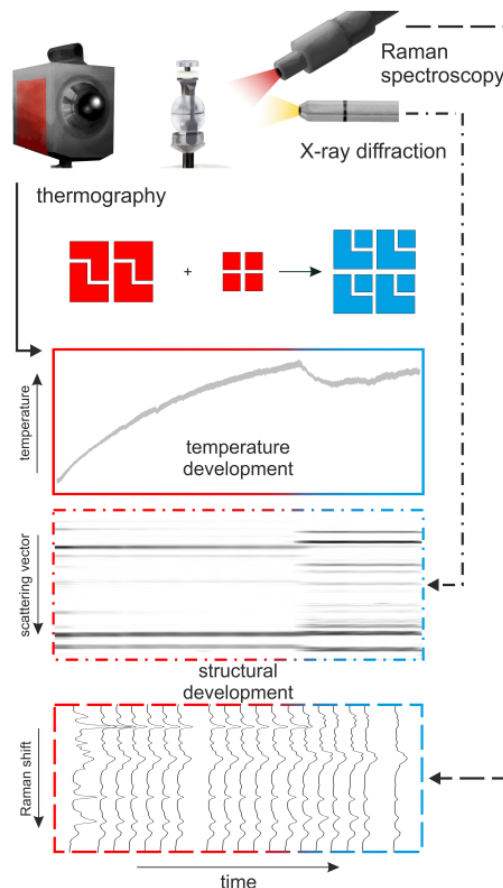 Raman
spectroscopy
X-ray diffraction
thermography
+
temperature
temperature
development
scattering vector
structural
development
Raman shift
time